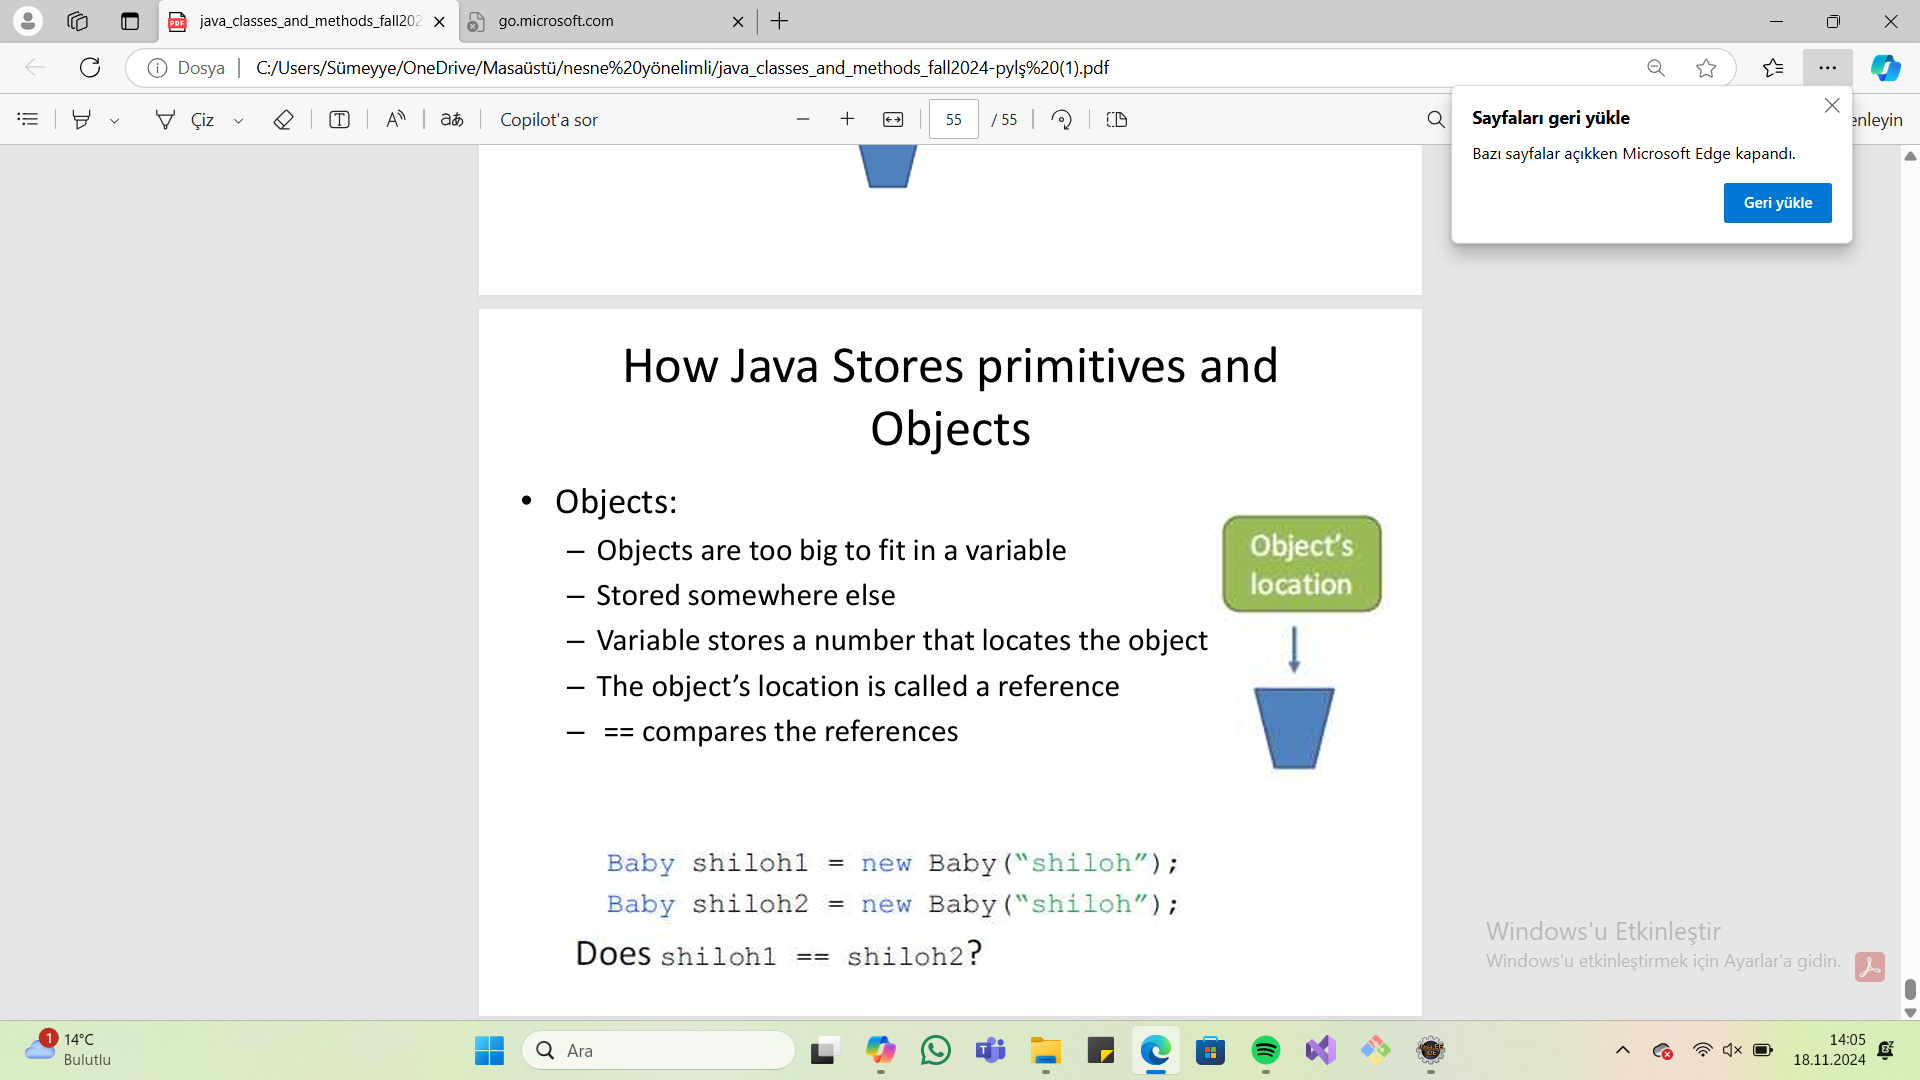 java_classes_and_methods_fall202
go.microsoft.com
Dosya
C:/Users/Sümeyye/OneDrive/Masaüstü/nesne%20yönelimli/java_classes_and_methods_fall2024-pylş%20(1).pdf
Çiz
aあ
Copilot'a sor
55 / 55
enleyin
Sayfaları geri yükle
Bazı sayfalar açıkken Microsoft Edge kapandı.
Geri yükle
How Java Stores primitives and
Objects
• Objects:
– Objects are too big to fit in a variable
– Stored somewhere else
– Variable stores a number that locates the object
– The object’s location is called a reference
– == compares the references
Object’s
location
Baby shiloh1 = new Baby(“shiloh”);
Baby shiloh2 = new Baby(“shiloh”);
Does shiloh1 == shiloh2?
Windows'u Etkinleştir
Windows'u etkinleştirmek için Ayarlar'a gidin.
1
14°C
Bulutlu
Ara
14:05
18.11.2024